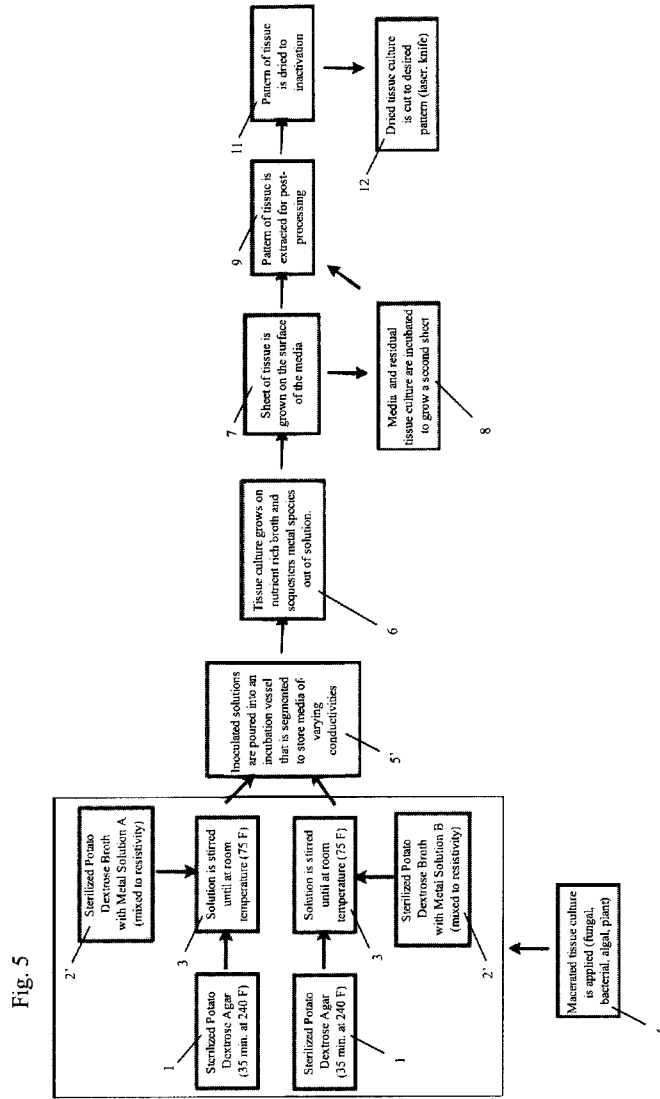 Fig. 5
1
Sterilized Potato
Dextrose Agar
(35 min. at 240 F)
Sterilized Potato
Dextrose Agar
(35 min. at 240 F)
1
2’
Sterilized Potato
Dextrose Broth
with Metal Solution A
(mixed to resistivity)
3
Solution is stirred
until at room
temperature (75 F)
Solution is stirred
until at room
temperature (75 F)
3
Sterilized Potato
Dextrose Broth
with Metal Solution B
(mixed to resistivity)
2’
Macerated tissue culture
is applied (fungal,
bacterial, algal, plant)
Inoculated solutions
are poured into an
incubation vessel
that is segmented
to store media of
varying
conductivities
5’
Tissue culture grows on
nutrient rich broth and
sequesters metal species
out of solution.
6
7
Sheet of tissue is
grown on the surface
of the media
Media and residual
tissue culture are incubated
to grow a second sheet
8
9
Pattern of tissue is
extracted for post-
processing
11
Pattern of tissue
is dried to
inactivation
12
Dried tissue culture
is cut to desired
pattern (laser, knife)